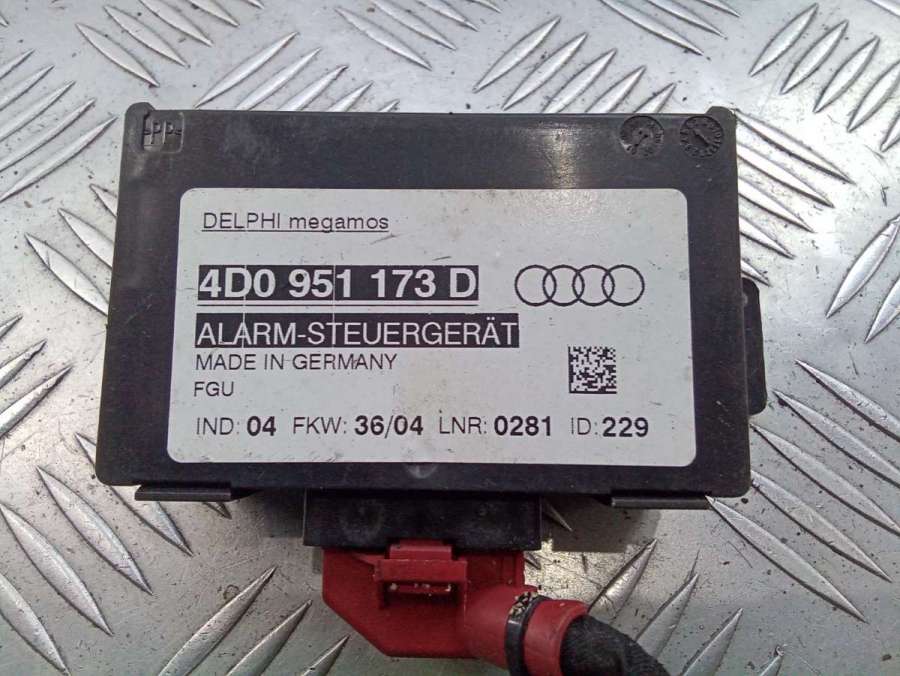 PP
DELPHI megamos
4D0 951 173 D
ALARM-STEUERGERÄT
MADE IN GERMANY
FGU
IND: 04 FKW: 36/04 LNR: 0281 ID: 229